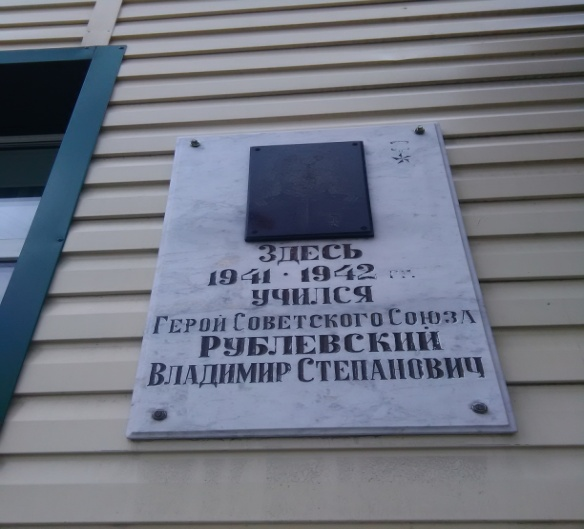 ЗДЕСЬ
1941 · 1942 гг.
УЧИЛСЯ
ГЕРОЙ СОВЕТСКОГО СОЮЗА
РУБЛЕВСКИЙ
ВЛАДИМИР СТЕПАНОВИЧ